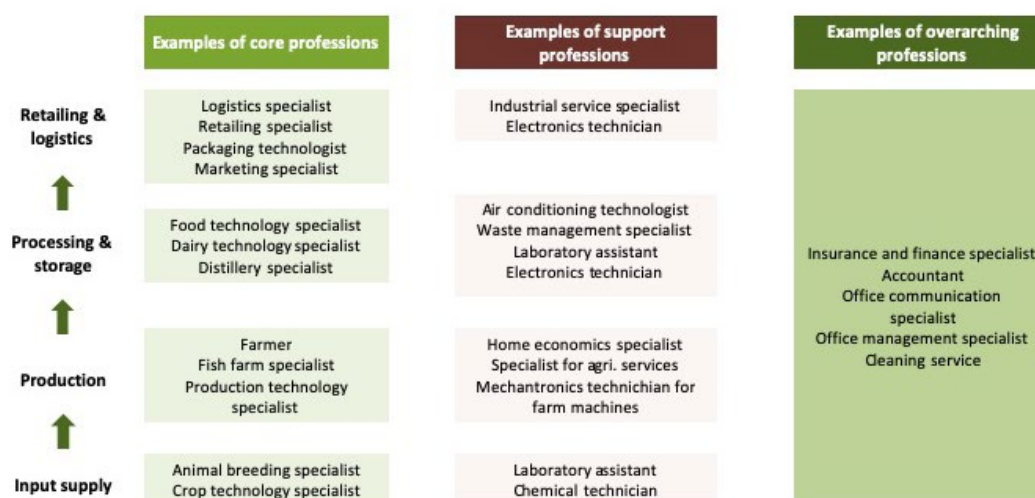 Examples of core professions
Examples of support
professions
Examples of overarching
professions
Retailing &
logistics
Logistics specialist
Retailing specialist
Packaging technologist
Marketing specialist
Industrial service specialist
Electronics technician
Processing &
storage
Food technology specialist
Dairy technology specialist
Distillery specialist
Air conditioning technologist
Waste management specialist
Laboratory assistant
Electronics technician
Production
Farmer
Fish farm specialist
Production technology
specialist
Home economics specialist
Specialist for agri. services
Mechantronics technichian for
farm machines
Input supply
Animal breeding specialist
Crop technology specialist
Laboratory assistant
Chemical technician
Insurance and finance specialist
Accountant
Office communication
specialist
Office management specialist
Cleaning service